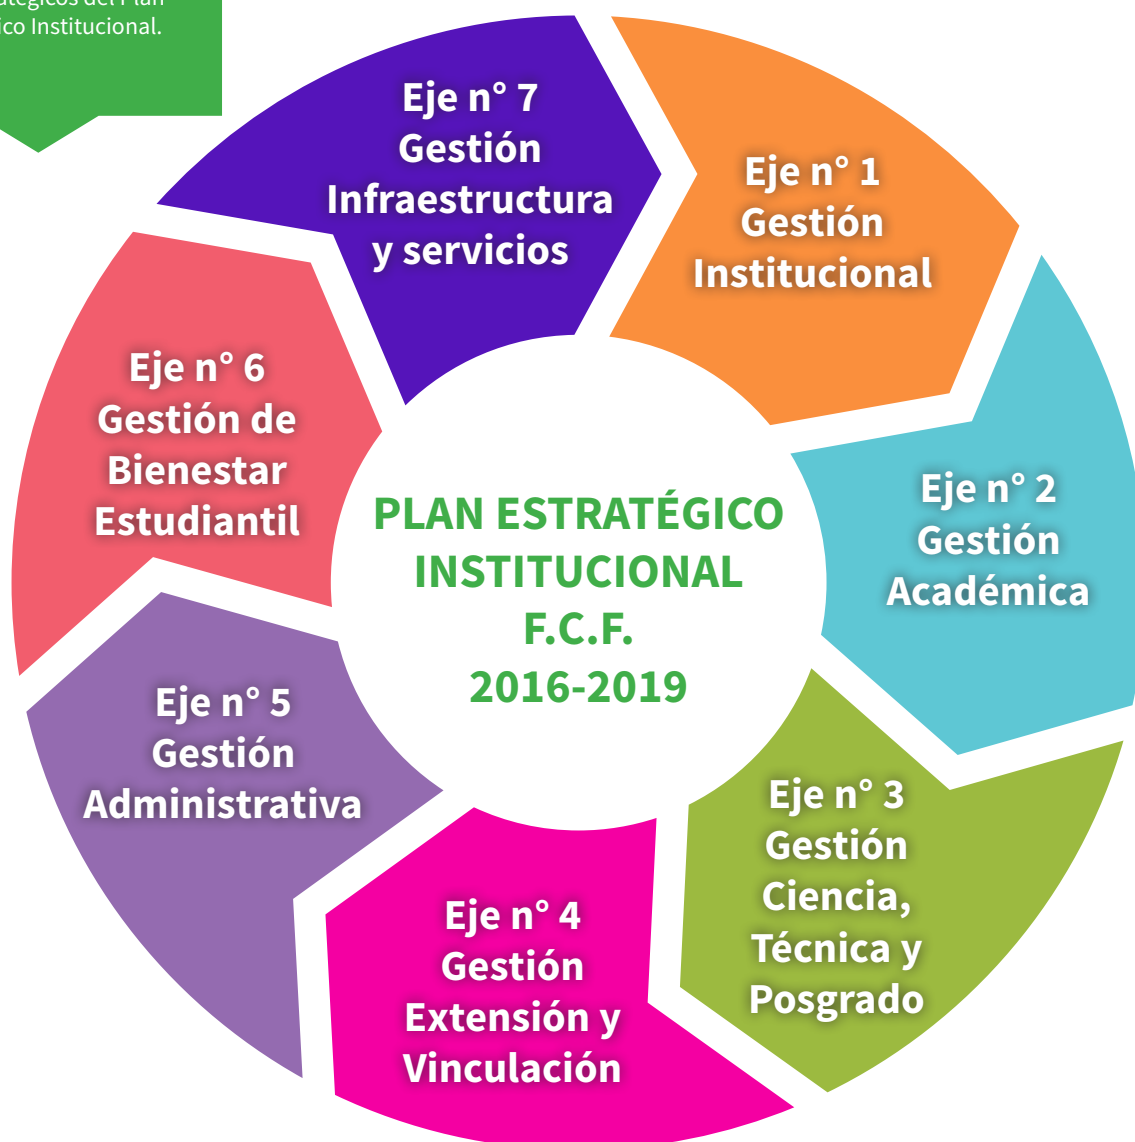 Institucional.
Eje n° 7
Gestión
Infraestructura
y servicios
Eje n° 1
Gestión
Institucional
Eje n° 2
Gestión
Académica
Eje n° 3
Gestión
Ciencia,
Técnica y
Posgrado
Eje n° 4
Gestión
Extensión y
Vinculación
Eje n° 5
Gestión
Administrativa
Eje n° 6
Gestión de
Bienestar
Estudiantil
PLAN ESTRATÉGICO
INSTITUCIONAL
F.C.F.
2016-2019